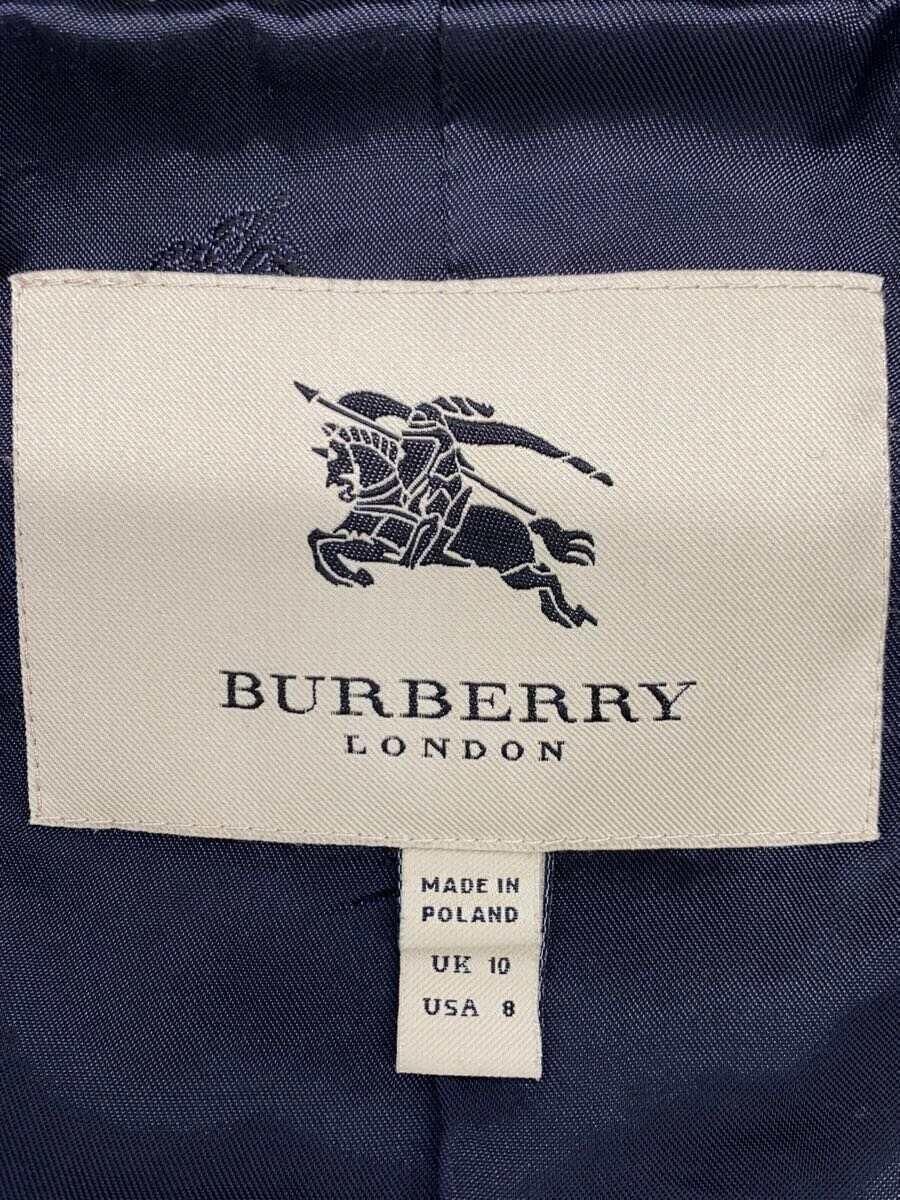 BURBERRY
LONDON
MADE IN
POLAND
UK 10
USA 8